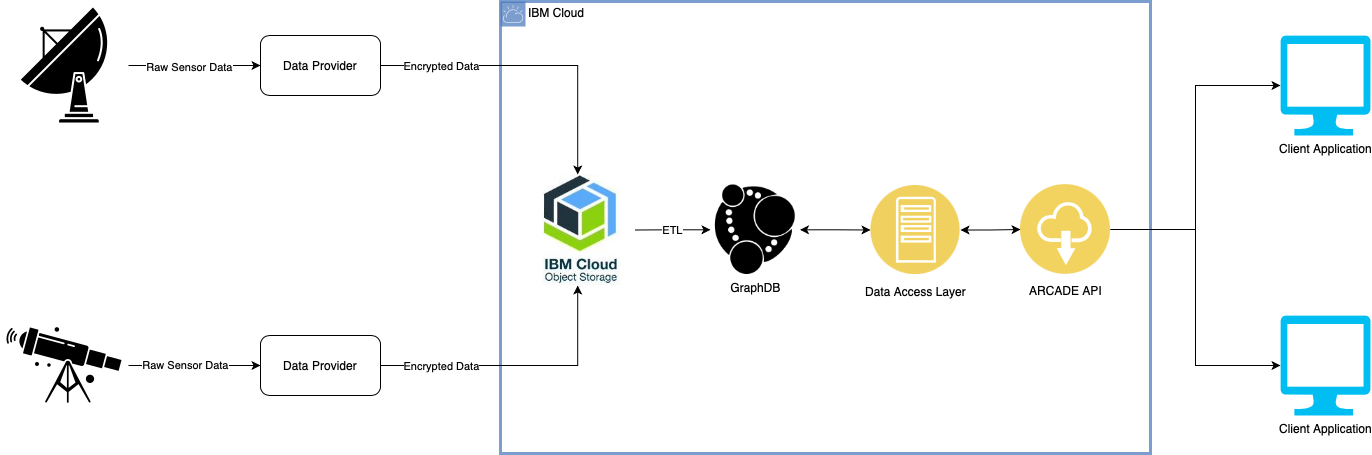 IBM Cloud
Raw Sensor Data
Data Provider
Encrypted Data
Client Application
IBM Cloud
Object Storage
ETL
GraphDB
Data Access Layer
ARCADE API
Raw Sensor Data
Data Provider
Encrypted Data
Client Application